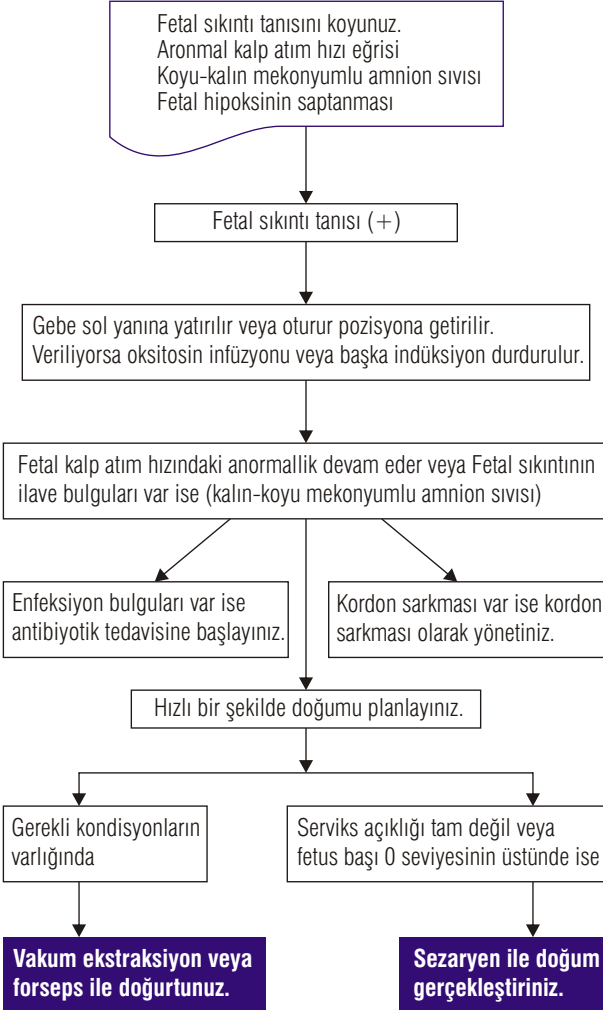 Fetal sıkıntı tanısını koyunuz.
Aronmal kalp atım hızı eğrisi
Koyu-kalın mekonyumlu amnion sıvısı
Fetal hipoksinin saptanması
Fetal sıkıntı tanısı (+)
Gebe sol yanına yatırılır veya oturur pozisyona getirilir.
Veriliyorsa oksitosin infüzyonu veya başka indüksiyon durdurulur.
Fetal kalp atım hızındaki anormallik devam eder veya Fetal sıkıntının
ilave bulguları var ise (kalın-koyu mekonyumlu amnion sıvısı)
Enfeksiyon bulguları var ise
antibiyotik tedavisine başlayınız.
Kordon sarkması var ise kordon
sarkması olarak yönetiniz.
Hızlı bir şekilde doğumu planlayınız.
Gerekli kondisyonların
varlığında
Serviks açıklığı tam değil veya
fetus başı 0 seviyesinin üstünde ise
Vakum ekstraksiyon veya
forseps ile doğurtunuz.
Sezaryen ile doğum
gerçekleştiriniz.